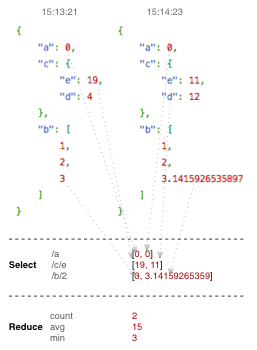 15:13:21 15:14:23
{ {
"a": 0, "a": 0,
"c": { "c": {
"e": 19, "e": 11,
"d": 4 "d": 12
}, },
"b": [ "b": [
1, 1,
2, 2,
3 3.1415926535897
] ]
} }
/a [0, 0]
Select /c/e [19, 11]
/b/2 [3, 3.14159265359]
count 2
Reduce avg 15
min 3